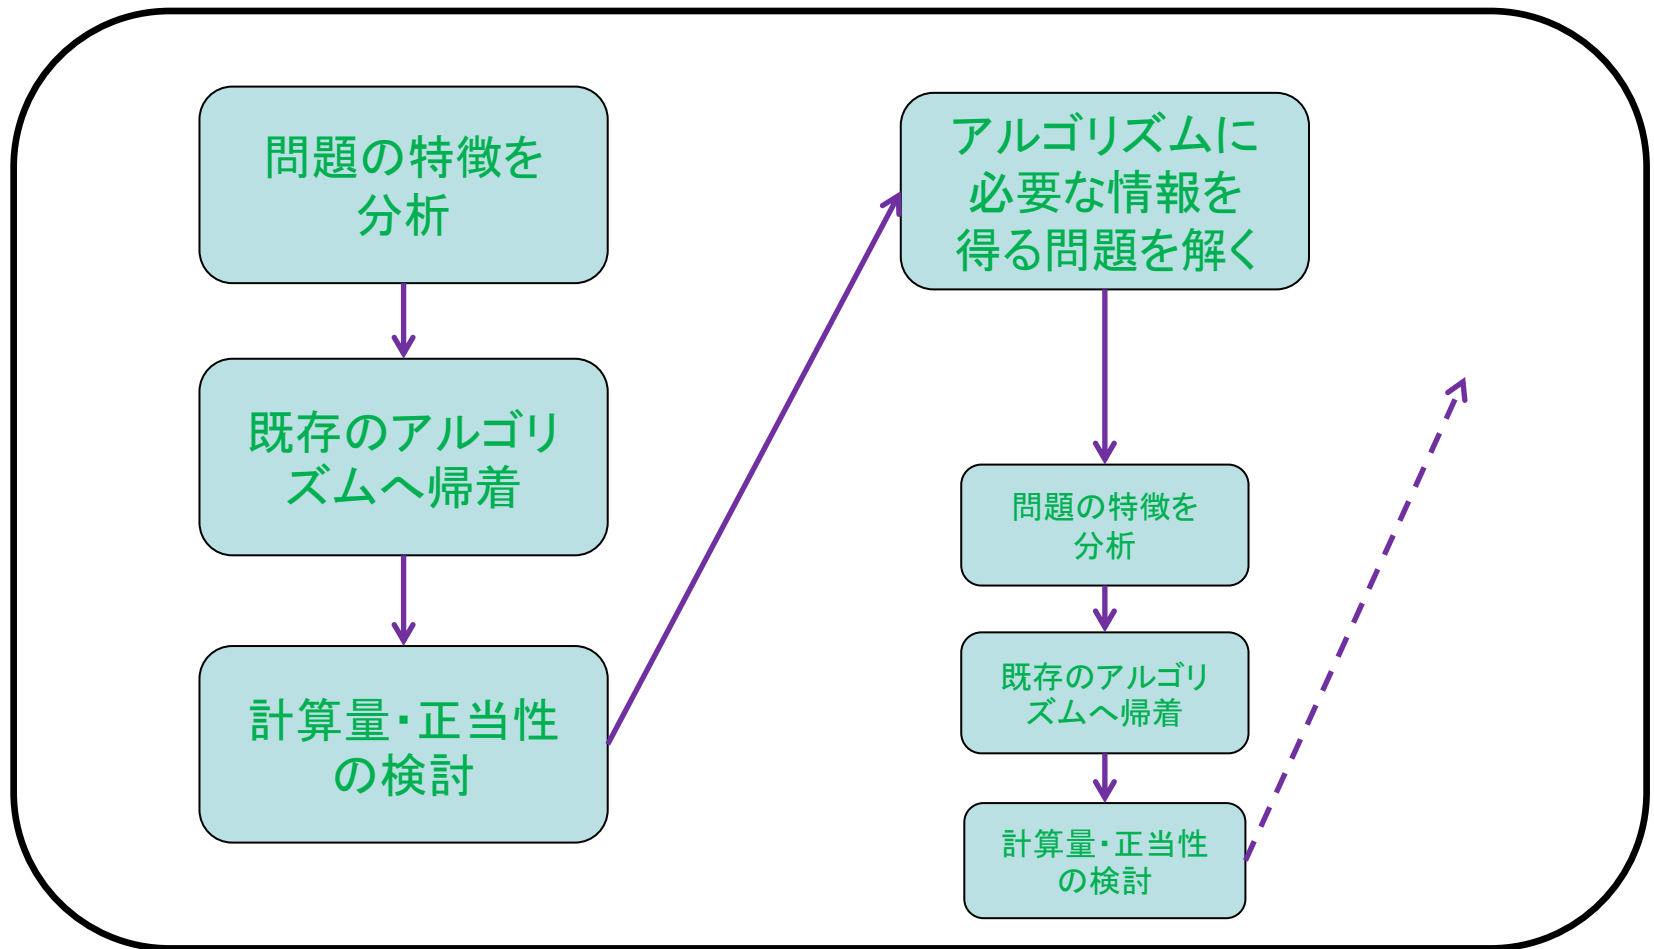 問題の特徴を
分析
既存のアルゴリ
ズムへ帰着
計算量・正当性
の検討
アルゴリズムに
必要な情報を
得る問題を解く
問題の特徴を
分析
既存のアルゴリ
ズムへ帰着
計算量・正当性
の検討